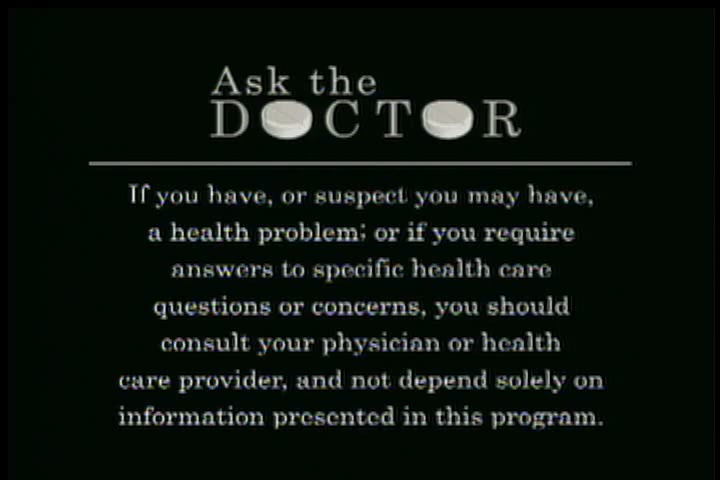 Ask the
DOCTOR
If you have, or suspect you may have,
a health problem; or if you require
answers to specific health care
questions or concerns, you should
consult your physician or health
care provider, and not depend solely on
information presented in this program.